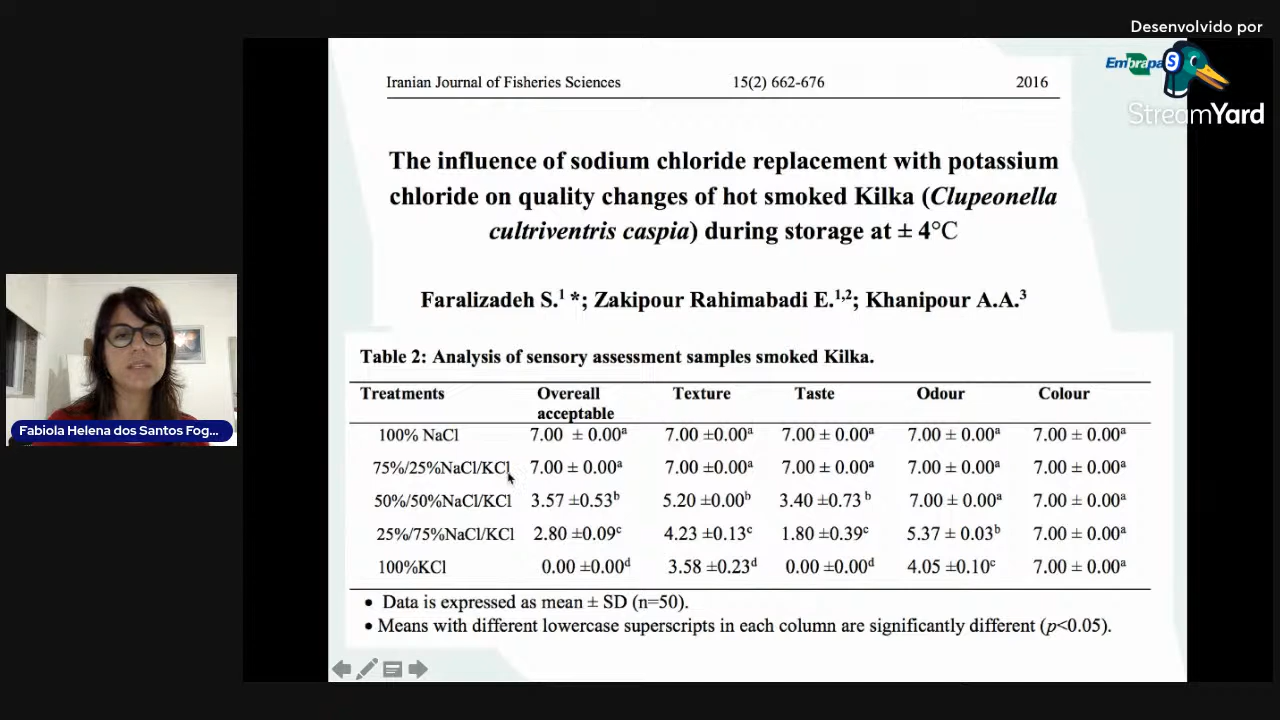 Desenvolvido por
Embrapa
StreamYard
Iranian Journal of Fisheries Sciences 15(2) 662-676 2016
The influence of sodium chloride replacement with potassium
chloride on quality changes of hot smoked Kilka (Clupeonella
cultriventris caspia) during storage at ± 4°C
Faralizadeh S.¹ *; Zakipour Rahimabadi E.¹,²; Khanipour A.A.³
Table 2: Analysis of sensory assessment samples smoked Kilka.
Treatments Overeall Texture Taste Odour Colour
acceptable
100% NaCl 7.00 ± 0.00ᵃ 7.00 ±0.00ᵃ 7.00 ± 0.00ᵃ 7.00 ± 0.00ᵃ 7.00 ± 0.00ᵃ
75%/25%NaCl/KCl 7.00 ± 0.00ᵃ 7.00 ±0.00ᵃ 7.00 ± 0.00ᵃ 7.00 ± 0.00ᵃ 7.00 ± 0.00ᵃ
50%/50%NaCl/KCl 3.57 ±0.53ᵇ 5.20 ±0.00ᵇ 3.40 ±0.73 ᵇ 7.00 ± 0.00ᵃ 7.00 ± 0.00ᵃ
25%/75%NaCl/KCl 2.80 ±0.09ᶜ 4.23 ±0.13ᶜ 1.80 ±0.39ᶜ 5.37 ± 0.03ᵇ 7.00 ± 0.00ᵃ
100%KCl 0.00 ±0.00ᵈ 3.58 ±0.23ᵈ 0.00 ±0.00ᵈ 4.05 ±0.10ᶜ 7.00 ± 0.00ᵃ
• Data is expressed as mean ± SD (n=50).
• Means with different lowercase superscripts in each column are significantly different (p<0.05).
Fabiola Helena dos Santos Fog...